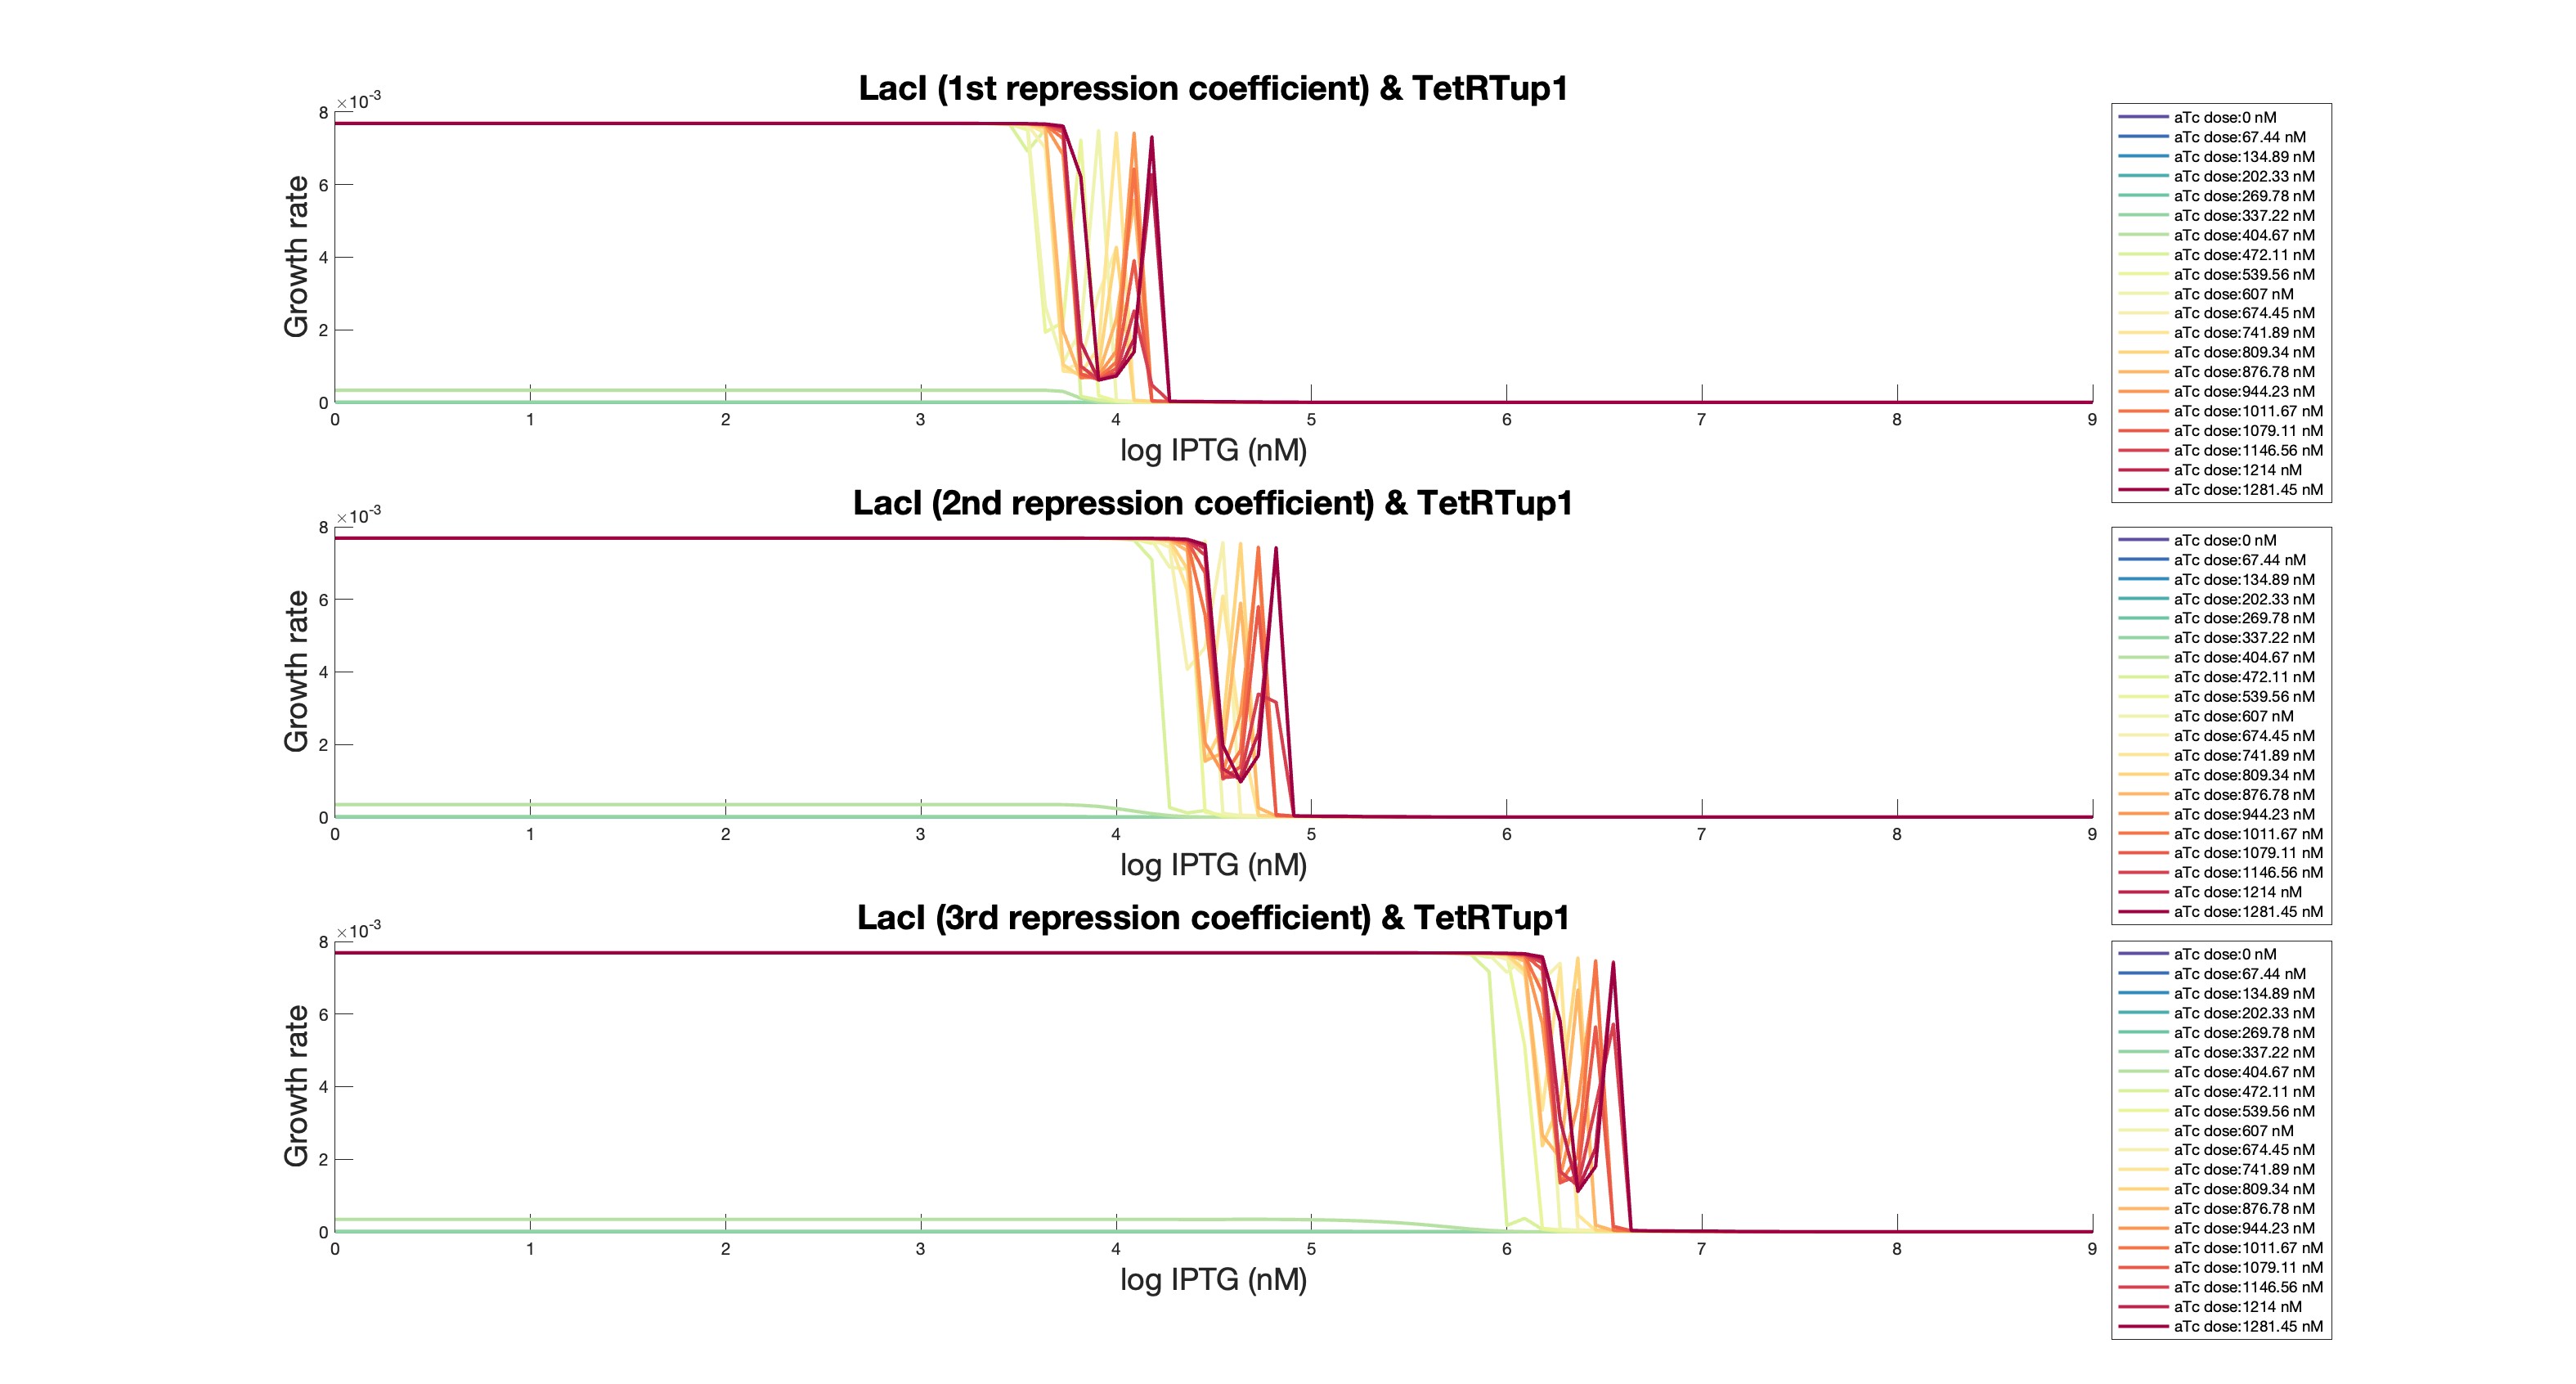 LacI (1st repression coefficient) & TetRTup1
×10-3
8
6
4
2
0
Growth rate
0 1 2 3 4 5 6 7 8 9
log IPTG (nM)
aTc dose:0 nM
aTc dose:67.44 nM
aTc dose:134.89 nM
aTc dose:202.33 nM
aTc dose:269.78 nM
aTc dose:337.22 nM
aTc dose:404.67 nM
aTc dose:472.11 nM
aTc dose:539.56 nM
aTc dose:607 nM
aTc dose:674.45 nM
aTc dose:741.89 nM
aTc dose:809.34 nM
aTc dose:876.78 nM
aTc dose:944.23 nM
aTc dose:1011.67 nM
aTc dose:1079.11 nM
aTc dose:1146.56 nM
aTc dose:1214 nM
aTc dose:1281.45 nM
LacI (2nd repression coefficient) & TetRTup1
×10-3
8
6
4
2
0
Growth rate
0 1 2 3 4 5 6 7 8 9
log IPTG (nM)
aTc dose:0 nM
aTc dose:67.44 nM
aTc dose:134.89 nM
aTc dose:202.33 nM
aTc dose:269.78 nM
aTc dose:337.22 nM
aTc dose:404.67 nM
aTc dose:472.11 nM
aTc dose:539.56 nM
aTc dose:607 nM
aTc dose:674.45 nM
aTc dose:741.89 nM
aTc dose:809.34 nM
aTc dose:876.78 nM
aTc dose:944.23 nM
aTc dose:1011.67 nM
aTc dose:1079.11 nM
aTc dose:1146.56 nM
aTc dose:1214 nM
aTc dose:1281.45 nM
LacI (3rd repression coefficient) & TetRTup1
×10-3
8
6
4
2
0
Growth rate
0 1 2 3 4 5 6 7 8 9
log IPTG (nM)
aTc dose:0 nM
aTc dose:67.44 nM
aTc dose:134.89 nM
aTc dose:202.33 nM
aTc dose:269.78 nM
aTc dose:337.22 nM
aTc dose:404.67 nM
aTc dose:472.11 nM
aTc dose:539.56 nM
aTc dose:607 nM
aTc dose:674.45 nM
aTc dose:741.89 nM
aTc dose:809.34 nM
aTc dose:876.78 nM
aTc dose:944.23 nM
aTc dose:1011.67 nM
aTc dose:1079.11 nM
aTc dose:1146.56 nM
aTc dose:1214 nM
aTc dose:1281.45 nM